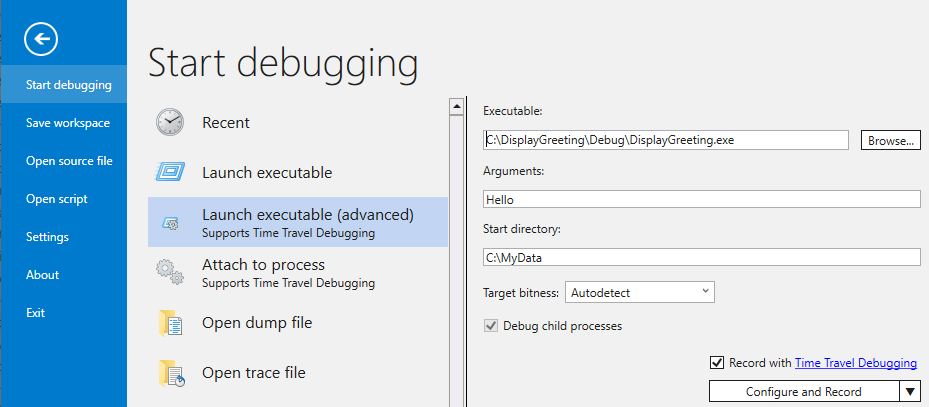 Start debugging
Save workspace
Open source file
Open script
Settings
About
Exit
Start debugging
Recent
Launch executable
Launch executable (advanced)
Supports Time Travel Debugging
Attach to process
Supports Time Travel Debugging
Open dump file
Open trace file
Executable:
C:\DisplayGreeting\Debug\DisplayGreeting.exe
Browse...
Arguments:
Hello
Start directory:
C:\MyData
Target bitness: Autodetect
Debug child processes
Record with Time Travel Debugging
Configure and Record